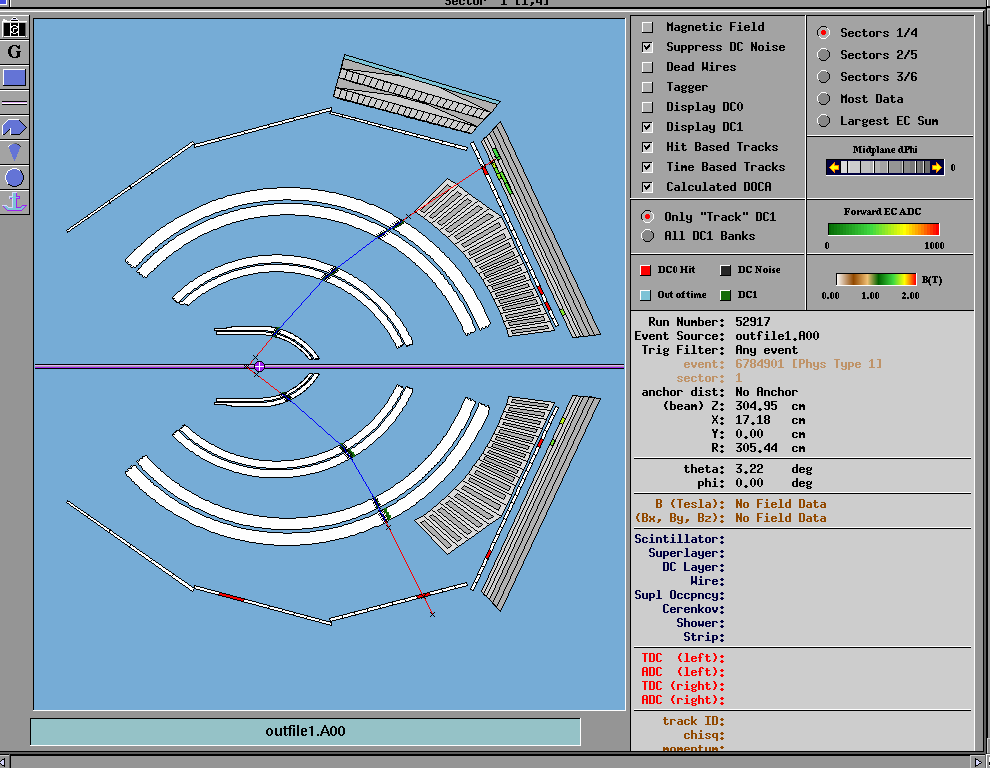 Sector 1 [1,4]
G
Magnetic Field
Suppress DC Noise
Dead Wires
Tagger
Display DC0
Display DC1
Hit Based Tracks
Time Based Tracks
Calculated DOCA
Only "Track" DC1
All DC1 Banks
DC0 Hit
DC Noise
Out of time
DC1
Sectors 1/4
Sectors 2/5
Sectors 3/6
Most Data
Largest EC Sum
Midplane dPhi
0
Forward EC ADC
0 1000
B(T)
0.00 1.00 2.00
Run Number: 52917
Event Source: outfile1.A00
Trig Filter: Any event
event: 6784901 [Phys Type 1]
sector: 1
anchor dist: No Anchor
(beam) Z: 304.95 cm
X: 17.18 cm
Y: 0.00 cm
R: 305.44 cm
theta: 3.22 deg
phi: 0.00 deg
B (Tesla): No Field Data
(Bx, By, Bz): No Field Data
Scintillator:
Superlayer:
DC Layer:
Wire:
Supl Occpncy:
Cerenkov:
Shower:
Strip:
TDC (left):
ADC (left):
TDC (right):
ADC (right):
track ID:
chisq:
momentum:
outfile1.A00